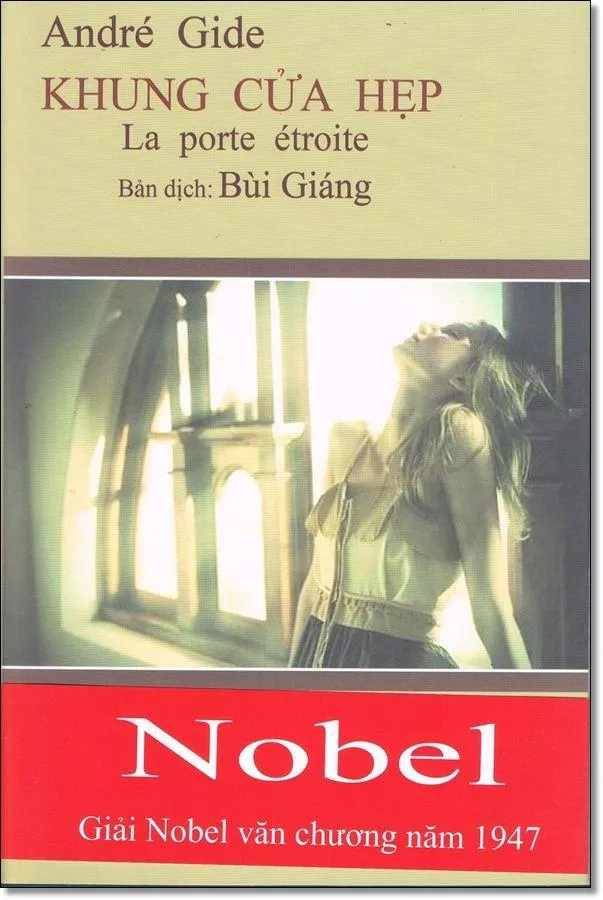 André Gide
KHUNG CỬA HẸP
La porte étroite
Bản dịch: Bùi Giáng
Nobel
Giải Nobel văn chương năm 1947